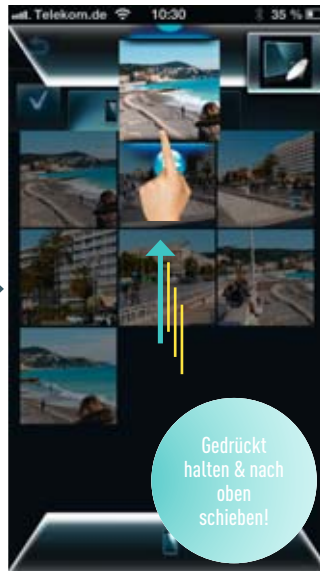 Telekom.de 10:30 35 %
Gedrückt
halten & nach
oben
schieben!